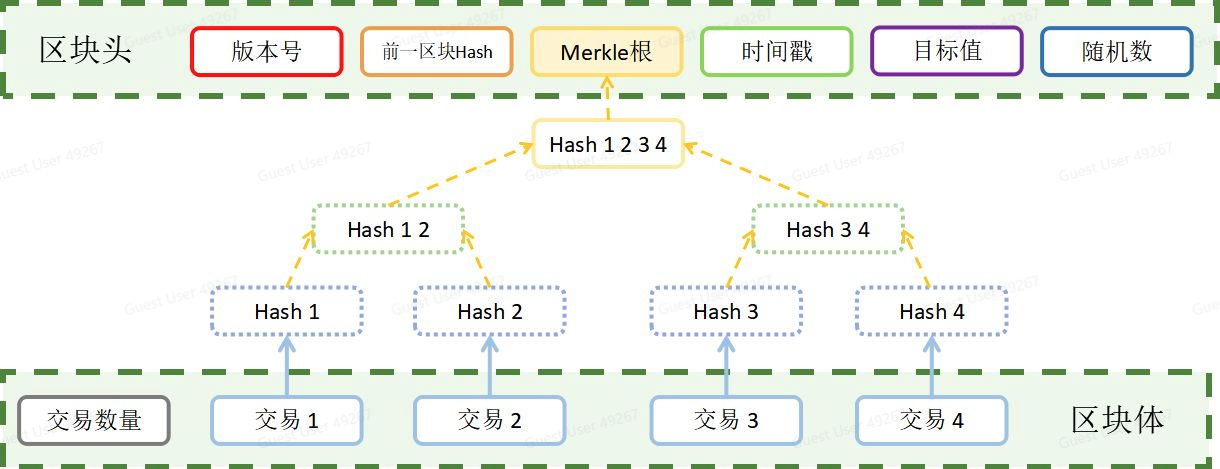 区块头
版本号
前一区块Hash
Merkle根
时间戳
目标值
随机数
Hash 1 2 3 4
Hash 1 2
Hash 3 4
Hash 1
Hash 2
Hash 3
Hash 4
交易数量
交易 1
交易 2
交易 3
交易 4
区块体
Guest User 49267